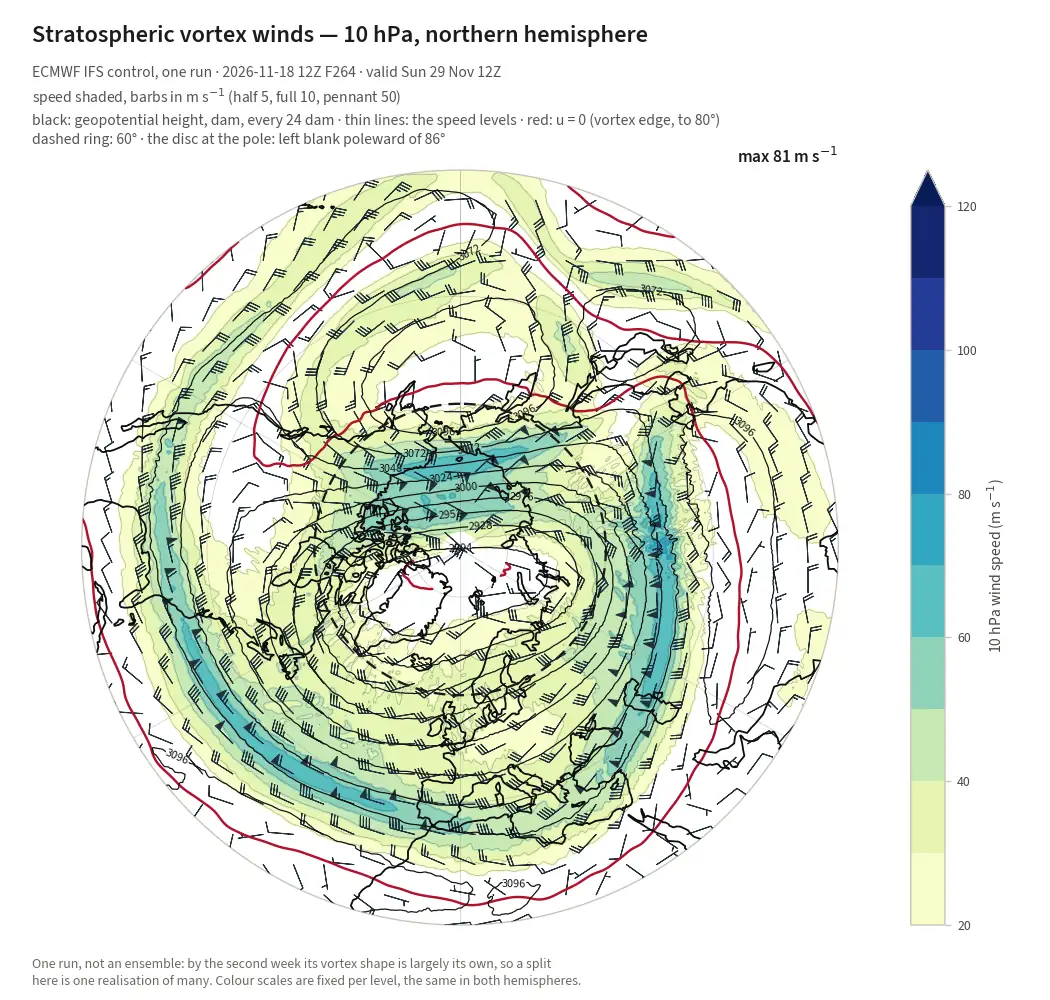 Stratospheric vortex winds — 10 hPa, northern hemisphere
ECMWF IFS control, one run · 2026-11-18 12Z F264 · valid Sun 29 Nov 12Z
speed shaded, barbs in m s⁻¹ (half 5, full 10, pennant 50)
black: geopotential height, dam, every 24 dam · thin lines: the speed levels · red: u = 0 (vortex edge, to 80°)
dashed ring: 60° · the disc at the pole: left blank poleward of 86°
max 81 m s⁻¹
120
100
80
60
40
20
10 hPa wind speed (m s⁻¹)
3072
3072
3096
3096
3096
3072
3048
3024
3000
2928
3096
3096
One run, not an ensemble: by the second week its vortex shape is largely its own, so a split
here is one realisation of many. Colour scales are fixed per level, the same in both hemispheres.